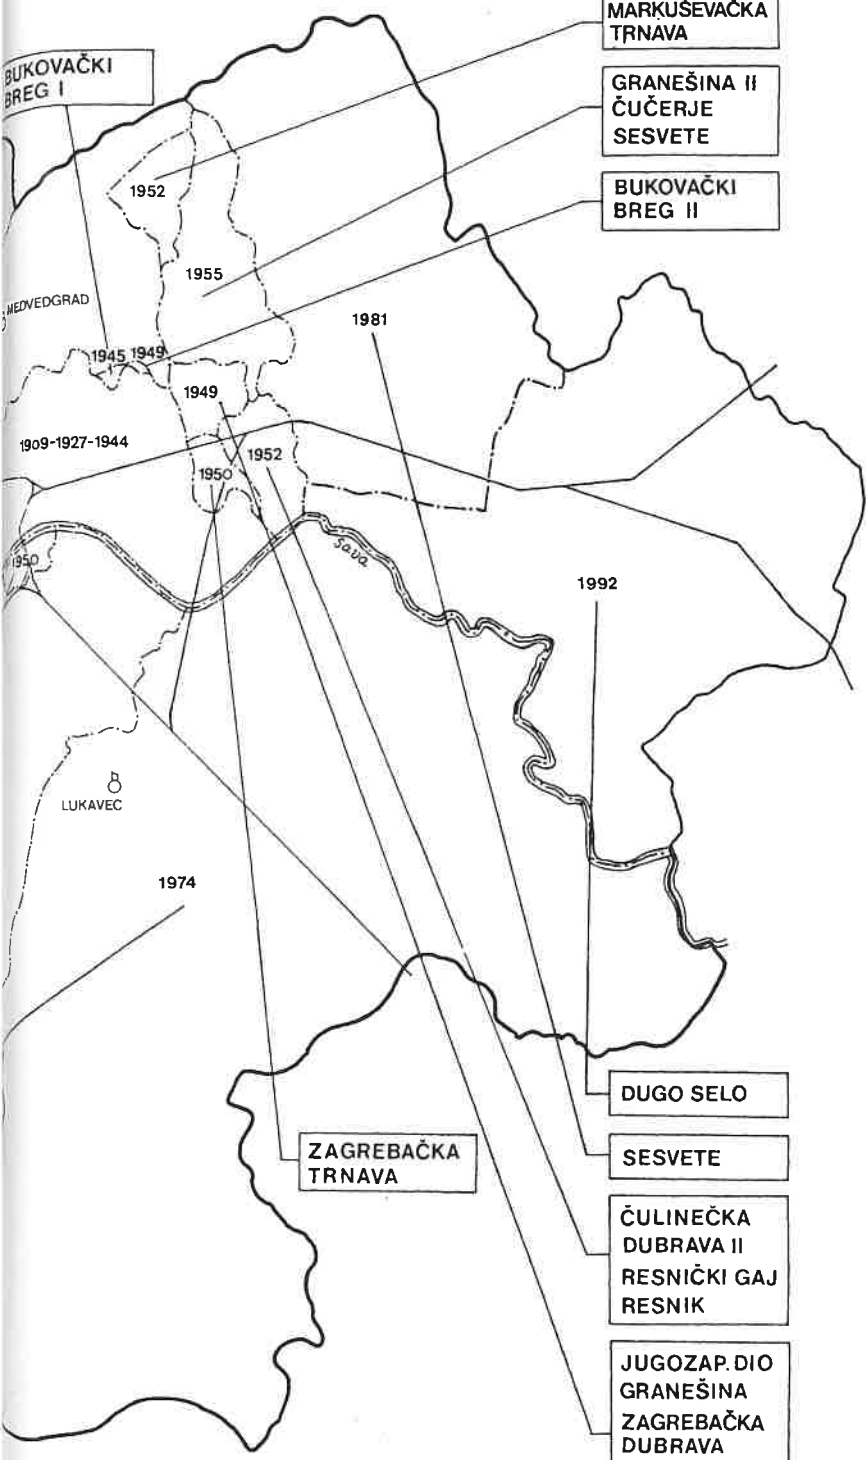 MARKUŠEVAČKA
TRNAVA
BUKOVAČKI
BREG I
GRANEŠINA II
ČUČERJE
SESVETE
BUKOVAČKI
BREG II
1952
1955
MEDVEDGRAD
1981
1945 1949
1949
1909-1927-1944
1952
1950
Sava
1950
1992
LUKAVEC
1974
DUGO SELO
ZAGREBAČKA
TRNAVA
SESVETE
ČULINEČKA
DUBRAVA II
RESNIČKI GAJ
RESNIK
JUGOZAP. DIO
GRANEŠINA
ZAGREBAČKA
DUBRAVA